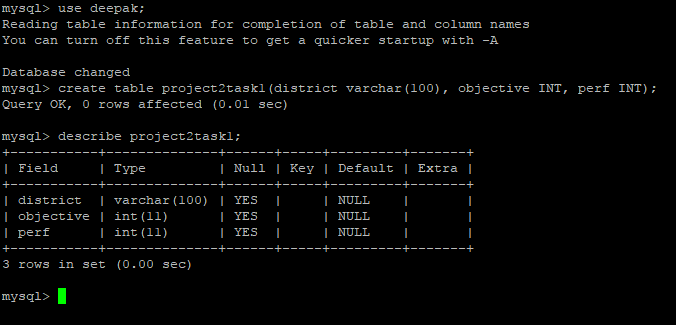 mysql> use deepak;
Reading table information for completion of table and column names
You can turn off this feature to get a quicker startup with -A

Database changed
mysql> create table project2task1(district varchar(100), objective INT, perf INT);
Query OK, 0 rows affected (0.01 sec)

mysql> describe project2task1;
+-----------+--------------+------+-----+---------+-------+
| Field     | Type         | Null | Key | Default | Extra |
+-----------+--------------+------+-----+---------+-------+
| district  | varchar(100) | YES  |     | NULL    |       |
| objective | int(11)      | YES  |     | NULL    |       |
| perf      | int(11)      | YES  |     | NULL    |       |
+-----------+--------------+------+-----+---------+-------+
3 rows in set (0.00 sec)

mysql>